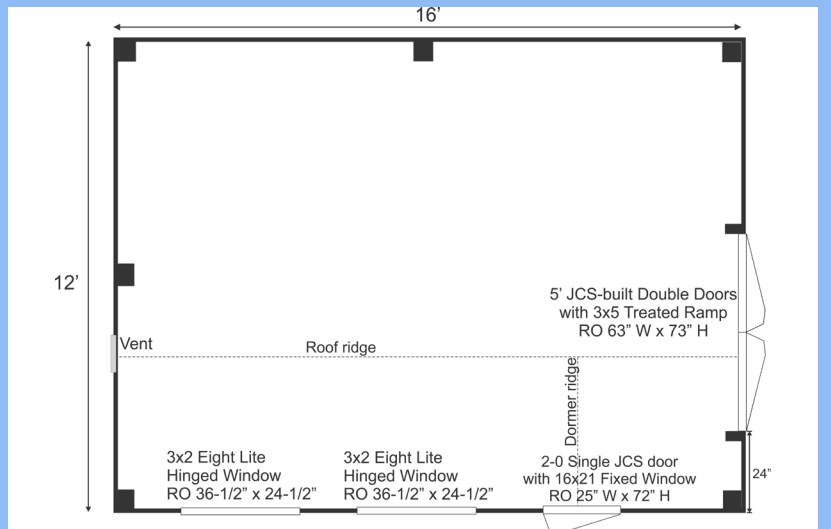 16’
12’
5’ JCS-built Double Doors
with 3x5 Treated Ramp
RO 63” W x 73” H
Vent
Roof ridge
Dormer ridge
3x2 Eight Lite
Hinged Window
RO 36-1/2” x 24-1/2”
3x2 Eight Lite
Hinged Window
RO 36-1/2” x 24-1/2”
2-0 Single JCS door
with 16x21 Fixed Window
RO 25” W x 72” H
24”